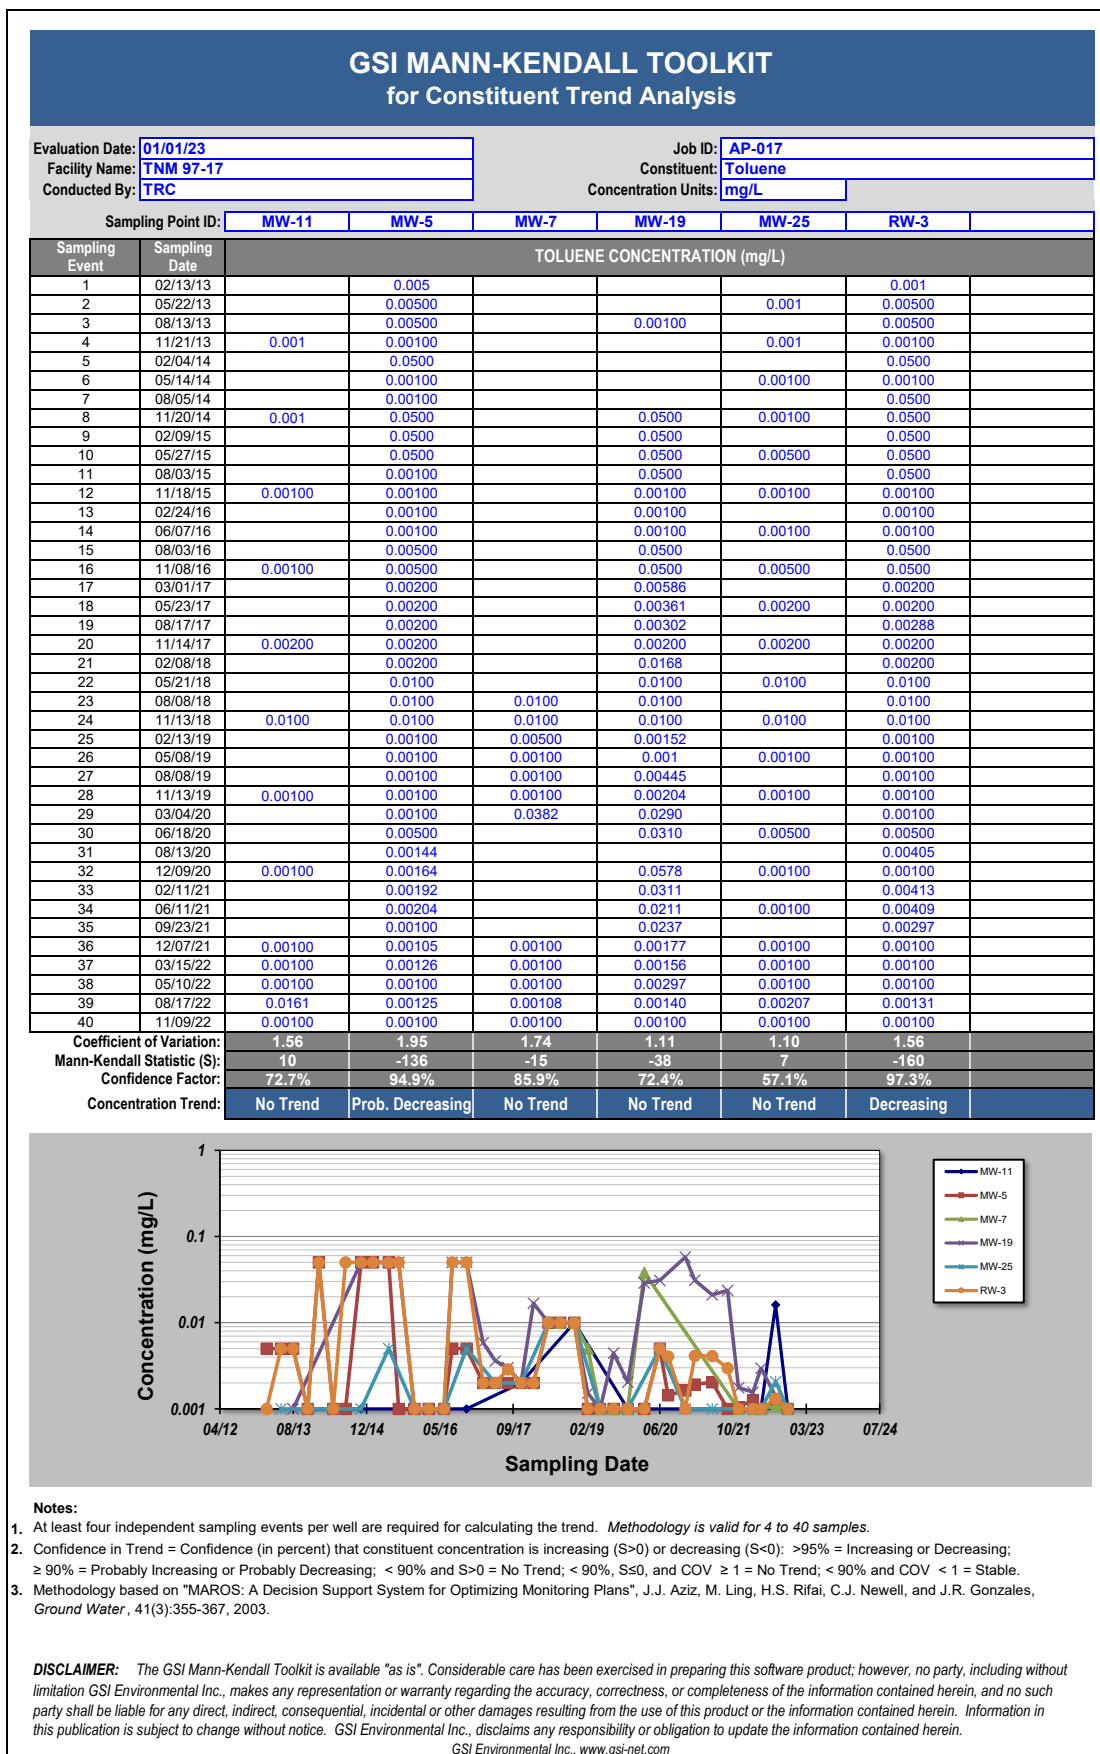 GSI MANN-KENDALL TOOLKIT
for Constituent Trend Analysis
Evaluation Date: 01/01/23 Job ID: AP-017
Facility Name: TNM 97-17 Constituent: Toluene
Conducted By: TRC Concentration Units: mg/L
Sampling Point ID: MW-11 MW-5 MW-7 MW-19 MW-25 RW-3
Sampling Event Sampling Date TOLUENE CONCENTRATION (mg/L)
1 02/13/13 0.005 0.001
2 05/22/13 0.00500 0.001 0.00500
3 08/13/13 0.00500 0.00100 0.00500
4 11/21/13 0.001 0.00100 0.001 0.00100
5 02/04/14 0.0500 0.0500
6 05/14/14 0.00100 0.00100 0.00100
7 08/05/14 0.00100 0.0500
8 11/20/14 0.001 0.0500 0.0500 0.00100 0.0500
9 02/09/15 0.0500 0.0500 0.0500
10 05/27/15 0.0500 0.0500 0.00500 0.0500
11 08/03/15 0.00100 0.0500 0.0500
12 11/18/15 0.00100 0.00100 0.00100 0.00100 0.00100
13 02/24/16 0.00100 0.00100 0.00100
14 06/07/16 0.00100 0.00100 0.00100 0.00100
15 08/03/16 0.00500 0.0500 0.0500
16 11/08/16 0.00100 0.00500 0.0500 0.00500 0.0500
17 03/01/17 0.00200 0.00586 0.00200
18 05/23/17 0.00200 0.00361 0.00200 0.00200
19 08/17/17 0.00200 0.00302 0.00288
20 11/14/17 0.00200 0.00200 0.00200 0.00200 0.00200
21 02/08/18 0.00200 0.0168 0.00200
22 05/21/18 0.0100 0.0100 0.0100 0.0100
23 08/08/18 0.0100 0.0100 0.0100 0.0100
24 11/13/18 0.0100 0.0100 0.0100 0.0100 0.0100 0.0100
25 02/13/19 0.00100 0.00500 0.00152 0.00100
26 05/08/19 0.00100 0.00100 0.001 0.00100 0.00100
27 08/08/19 0.00100 0.00100 0.00445 0.00100
28 11/13/19 0.00100 0.00100 0.00100 0.00204 0.00100 0.00100
29 03/04/20 0.00100 0.0382 0.0290 0.00100
30 06/18/20 0.00500 0.0310 0.00500 0.00500
31 08/13/20 0.00144 0.00405
32 12/09/20 0.00100 0.00164 0.0578 0.00100 0.00100
33 02/11/21 0.00192 0.0311 0.00413
34 06/11/21 0.00204 0.0211 0.00100 0.00409
35 09/23/21 0.00100 0.0237 0.00297
36 12/07/21 0.00100 0.00105 0.00100 0.00177 0.00100 0.00100
37 03/15/22 0.00100 0.00126 0.00100 0.00156 0.00100 0.00100
38 05/10/22 0.00100 0.00100 0.00100 0.00297 0.00100 0.00100
39 08/17/22 0.0161 0.00125 0.00108 0.00140 0.00207 0.00131
40 11/09/22 0.00100 0.00100 0.00100 0.00100 0.00100 0.00100
Coefficient of Variation: 1.56 1.95 1.74 1.11 1.10 1.56
Mann-Kendall Statistic (S): 10 -136 -15 -38 7 -160
Confidence Factor: 72.7% 94.9% 85.9% 72.4% 57.1% 97.3%
Concentration Trend: No Trend Prob. Decreasing No Trend No Trend No Trend Decreasing
Concentration (mg/L)
1
0.1
0.01
0.001
04/12 08/13 12/14 05/16 09/17 02/19 06/20 10/21 03/23 07/24
Sampling Date
MW-11
MW-5
MW-7
MW-19
MW-25
RW-3
Notes:
1. At least four independent sampling events per well are required for calculating the trend. Methodology is valid for 4 to 40 samples.
2. Confidence in Trend = Confidence (in percent) that constituent concentration is increasing (S>0) or decreasing (S<0): >95% = Increasing or Decreasing;
≥ 90% = Probably Increasing or Probably Decreasing; < 90% and S>0 = No Trend; < 90%, S≤0, and COV ≥ 1 = No Trend; < 90% and COV < 1 = Stable.
3. Methodology based on "MAROS: A Decision Support System for Optimizing Monitoring Plans", J.J. Aziz, M. Ling, H.S. Rifai, C.J. Newell, and J.R. Gonzales,
Ground Water, 41(3):355-367, 2003.
DISCLAIMER: The GSI Mann-Kendall Toolkit is available "as is". Considerable care has been exercised in preparing this software product; however, no party, including without
limitation GSI Environmental Inc., makes any representation or warranty regarding the accuracy, correctness, or completeness of the information contained herein, and no such
party shall be liable for any direct, indirect, consequential, incidental or other damages resulting from the use of this product or the information contained herein. Information in
this publication is subject to change without notice. GSI Environmental Inc., disclaims any responsibility or obligation to update the information contained herein.
GSI Environmental Inc., www.gsi-net.com